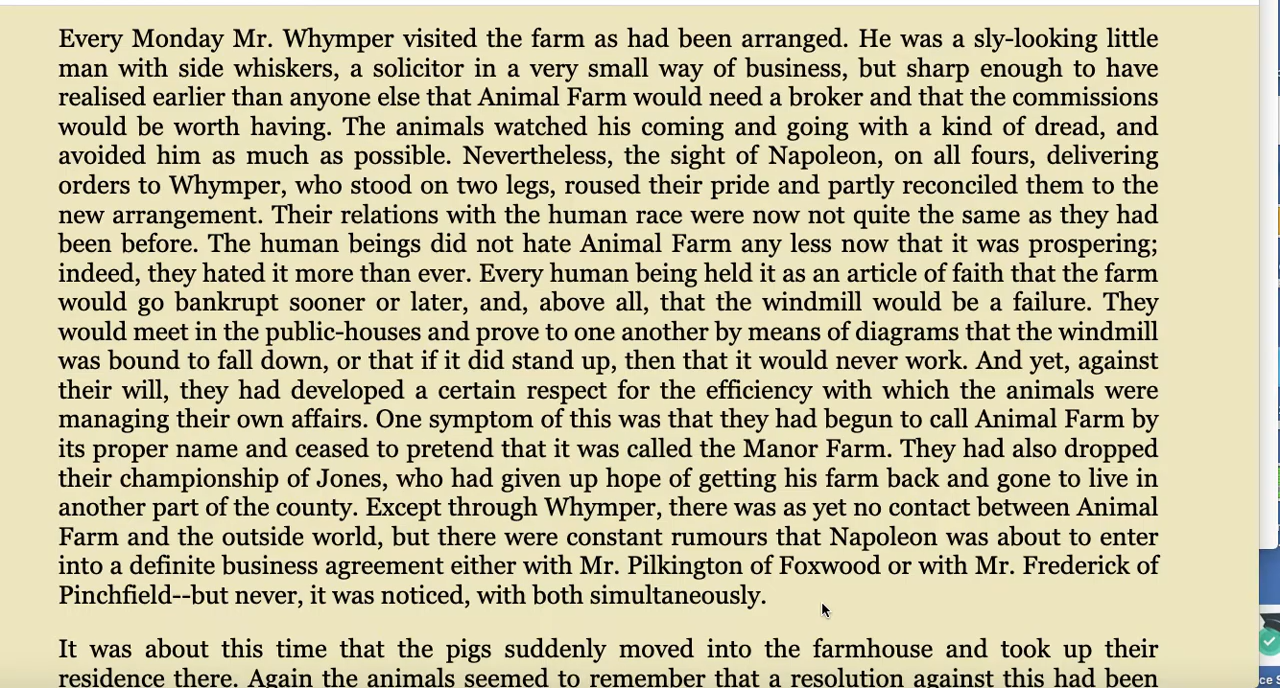 Every Monday Mr. Whymper visited the farm as had been arranged. He was a sly-looking little
man with side whiskers, a solicitor in a very small way of business, but sharp enough to have
realised earlier than anyone else that Animal Farm would need a broker and that the commissions
would be worth having. The animals watched his coming and going with a kind of dread, and
avoided him as much as possible. Nevertheless, the sight of Napoleon, on all fours, delivering
orders to Whymper, who stood on two legs, roused their pride and partly reconciled them to the
new arrangement. Their relations with the human race were now not quite the same as they had
been before. The human beings did not hate Animal Farm any less now that it was prospering;
indeed, they hated it more than ever. Every human being held it as an article of faith that the farm
would go bankrupt sooner or later, and, above all, that the windmill would be a failure. They
would meet in the public-houses and prove to one another by means of diagrams that the windmill
was bound to fall down, or that if it did stand up, then that it would never work. And yet, against
their will, they had developed a certain respect for the efficiency with which the animals were
managing their own affairs. One symptom of this was that they had begun to call Animal Farm by
its proper name and ceased to pretend that it was called the Manor Farm. They had also dropped
their championship of Jones, who had given up hope of getting his farm back and gone to live in
another part of the county. Except through Whymper, there was as yet no contact between Animal
Farm and the outside world, but there were constant rumours that Napoleon was about to enter
into a definite business agreement either with Mr. Pilkington of Foxwood or with Mr. Frederick of
Pinchfield--but never, it was noticed, with both simultaneously.
It was about this time that the pigs suddenly moved into the farmhouse and took up their
residence there. Again the animals seemed to remember that a resolution against this had been